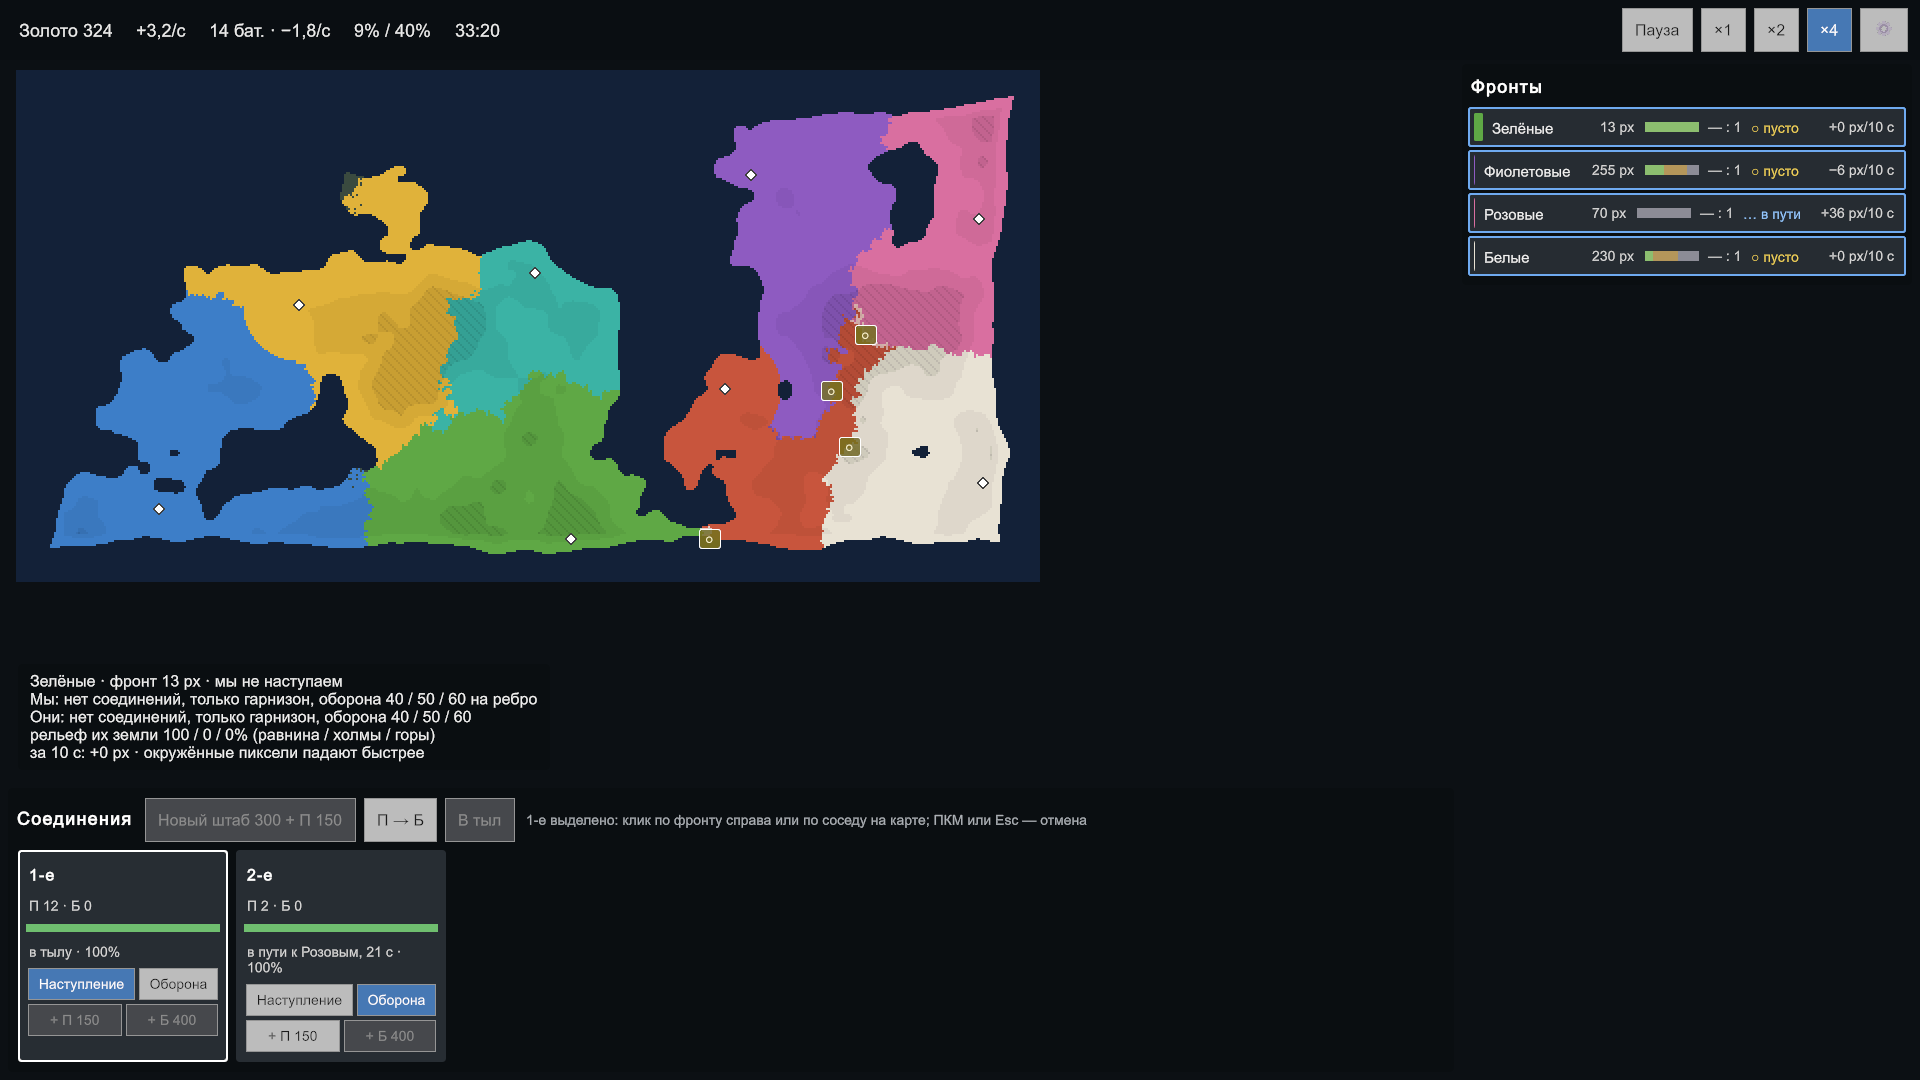 Золото 324 +3,2/с 14 бат. · −1,8/с 9% / 40% 33:20
Пауза ×1 ×2 ×4
Фронты
Зелёные 13 px — : 1 ○ пусто +0 px/10 с
Фиолетовые 255 px — : 1 ○ пусто −6 px/10 с
Розовые 70 px — : 1 … в пути +36 px/10 с
Белые 230 px — : 1 ○ пусто +0 px/10 с
Зелёные · фронт 13 px · мы не наступаем
Мы: нет соединений, только гарнизон, оборона 40 / 50 / 60 на ребро
Они: нет соединений, только гарнизон, оборона 40 / 50 / 60
рельеф их земли 100 / 0 / 0% (равнина / холмы / горы)
за 10 с: +0 px · окружённые пиксели падают быстрее
Соединения Новый штаб 300 + П 150 П → Б В тыл 1-е выделено: клик по фронту справа или по соседу на карте; ПКМ или Esc — отмена
1-е
П 12 · Б 0
в тылу · 100%
Наступление Оборона
+ П 150 + Б 400
2-е
П 2 · Б 0
в пути к Розовым, 21 с ·
100%
Наступление Оборона
+ П 150 + Б 400